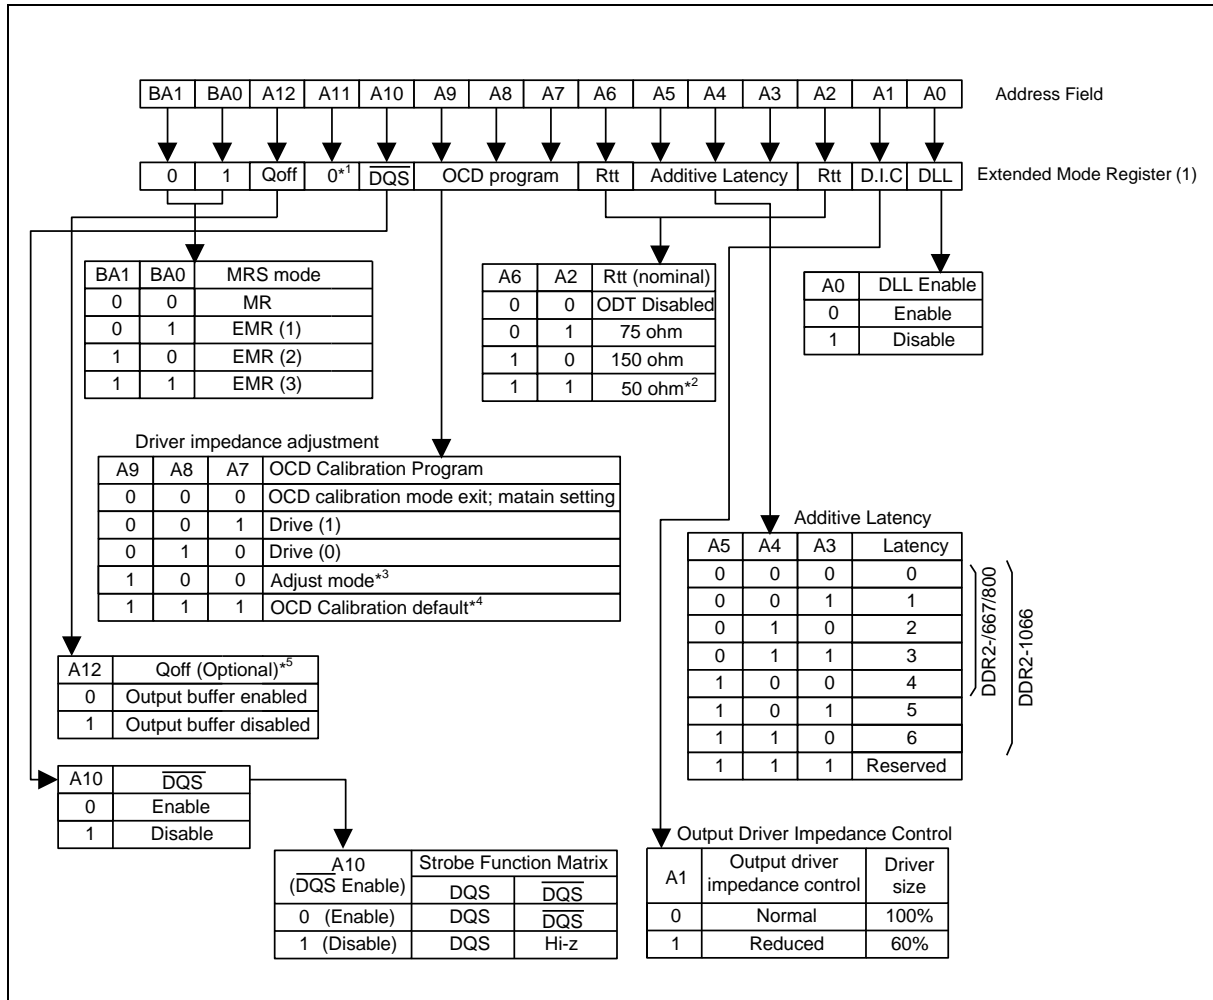 BA1 BA0 A12 A11 A10 A9 A8 A7 A6 A5 A4 A3 A2 A1 A0 Address Field
0 1 Qoff 0*1 D̅Q̅S̅ OCD program Rtt Additive Latency Rtt D.I.C DLL Extended Mode Register (1)
BA1 BA0 MRS mode
0 0 MR
0 1 EMR (1)
1 0 EMR (2)
1 1 EMR (3)
A6 A2 Rtt (nominal)
0 0 ODT Disabled
0 1 75 ohm
1 0 150 ohm
1 1 50 ohm*2
A0 DLL Enable
0 Enable
1 Disable
Driver impedance adjustment
A9 A8 A7 OCD Calibration Program
0 0 0 OCD calibration mode exit; matain setting
0 0 1 Drive (1)
0 1 0 Drive (0)
1 0 0 Adjust mode*3
1 1 1 OCD Calibration default*4
Additive Latency
A5 A4 A3 Latency
0 0 0 0
0 0 1 1
0 1 0 2
0 1 1 3
1 0 0 4
1 0 1 5
1 1 0 6
1 1 1 Reserved
DDR2-/667/800
DDR2-1066
A12 Qoff (Optional)*5
0 Output buffer enabled
1 Output buffer disabled
A10 D̅Q̅S̅
0 Enable
1 Disable
A10 (D̅Q̅S̅ Enable) Strobe Function Matrix
DQS D̅Q̅S̅
0 (Enable) DQS D̅Q̅S̅
1 (Disable) DQS Hi-z
Output Driver Impedance Control
A1 Output driver impedance control Driver size
0 Normal 100%
1 Reduced 60%